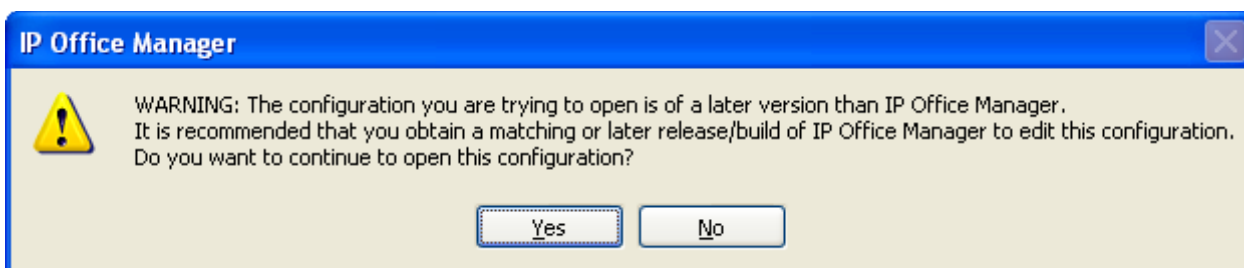 IP Office Manager
WARNING: The configuration you are trying to open is of a later version than IP Office Manager.
It is recommended that you obtain a matching or later release/build of IP Office Manager to edit this configuration.
Do you want to continue to open this configuration?
Yes No